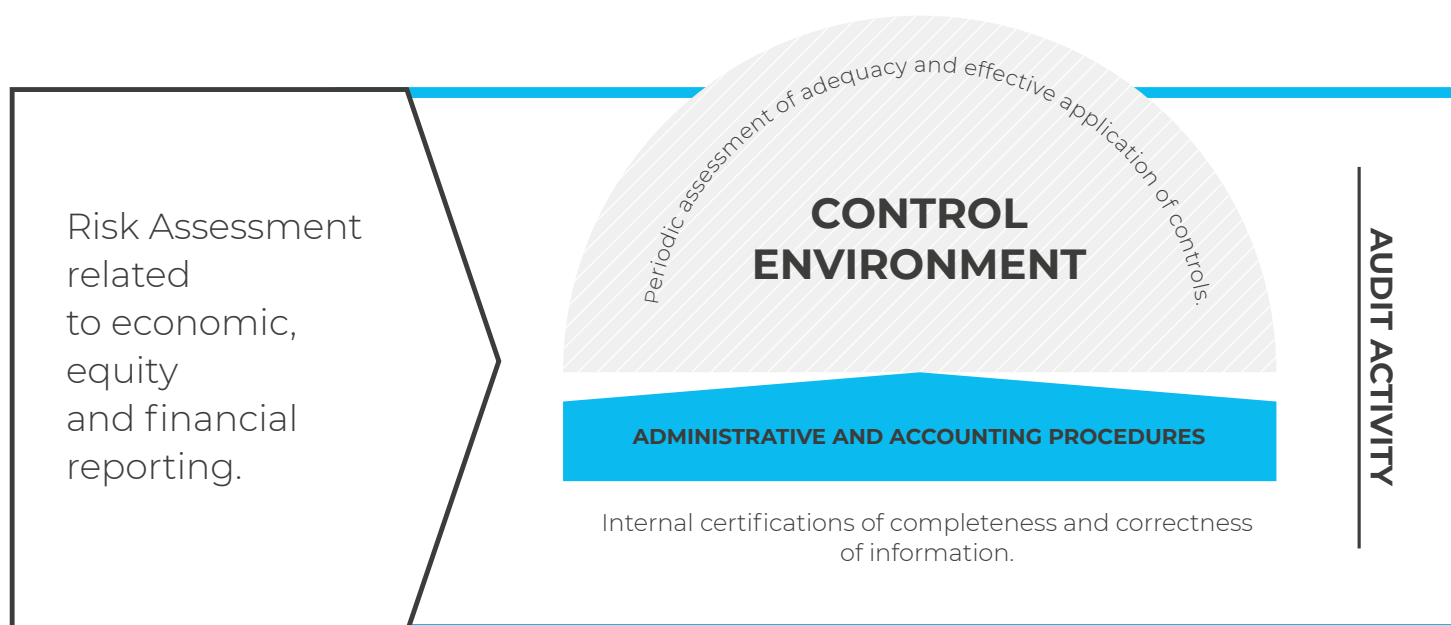 Risk Assessment
related
to economic,
equity
and financial
reporting.
Periodic assessment of adequacy and effective application of controls.
CONTROL
ENVIRONMENT
ADMINISTRATIVE AND ACCOUNTING PROCEDURES
Internal certifications of completeness and correctness
of information.
AUDIT ACTIVITY